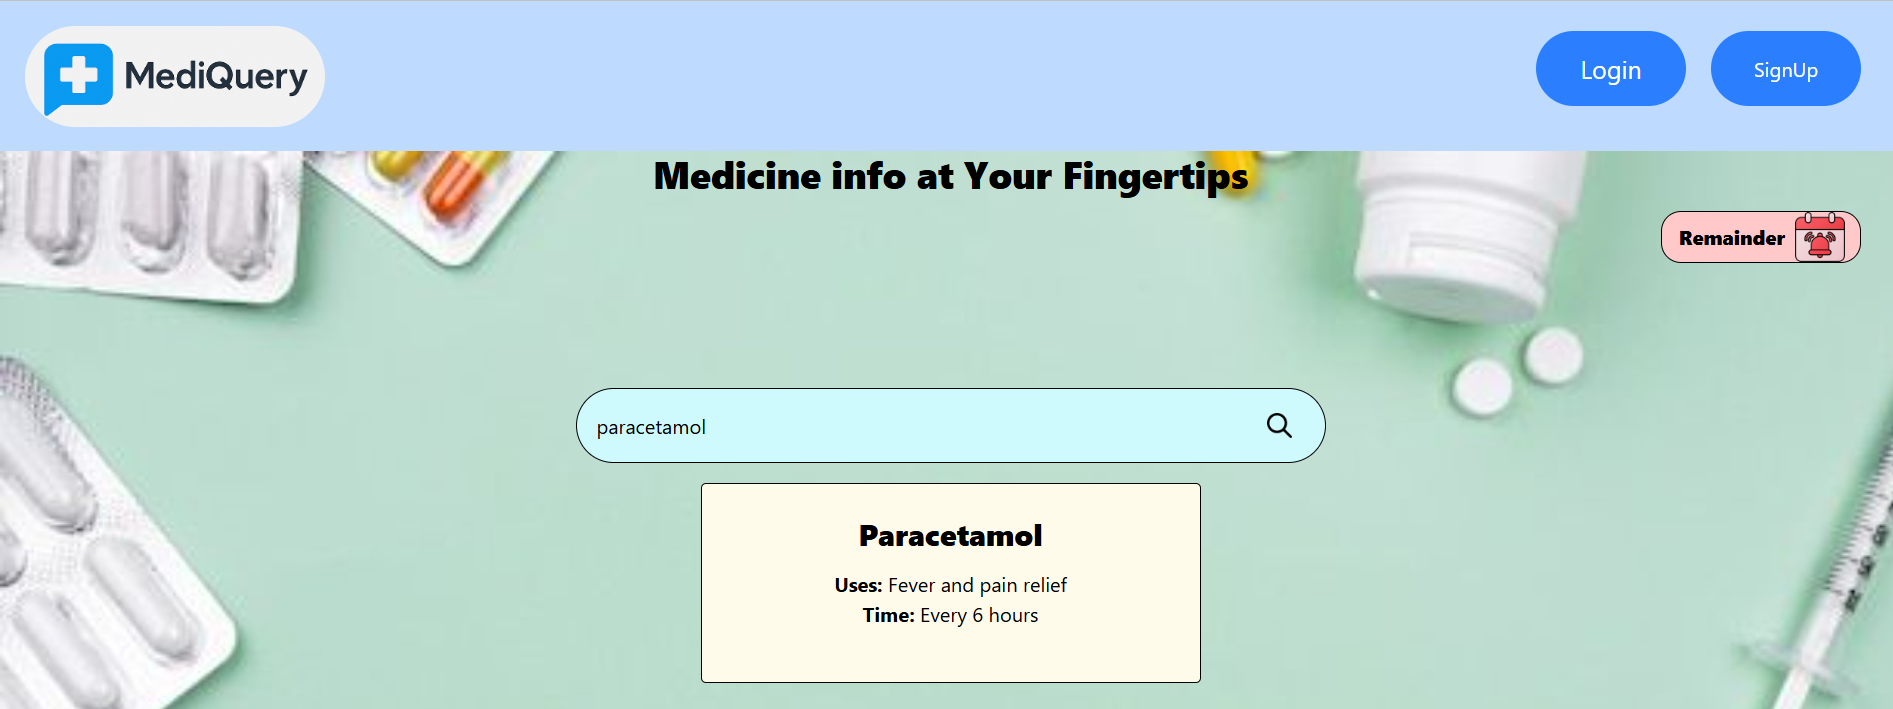 MediQuery
Login
SignUp
Medicine info at Your Fingertips
Remainder
paracetamol
Paracetamol
Uses: Fever and pain relief
Time: Every 6 hours